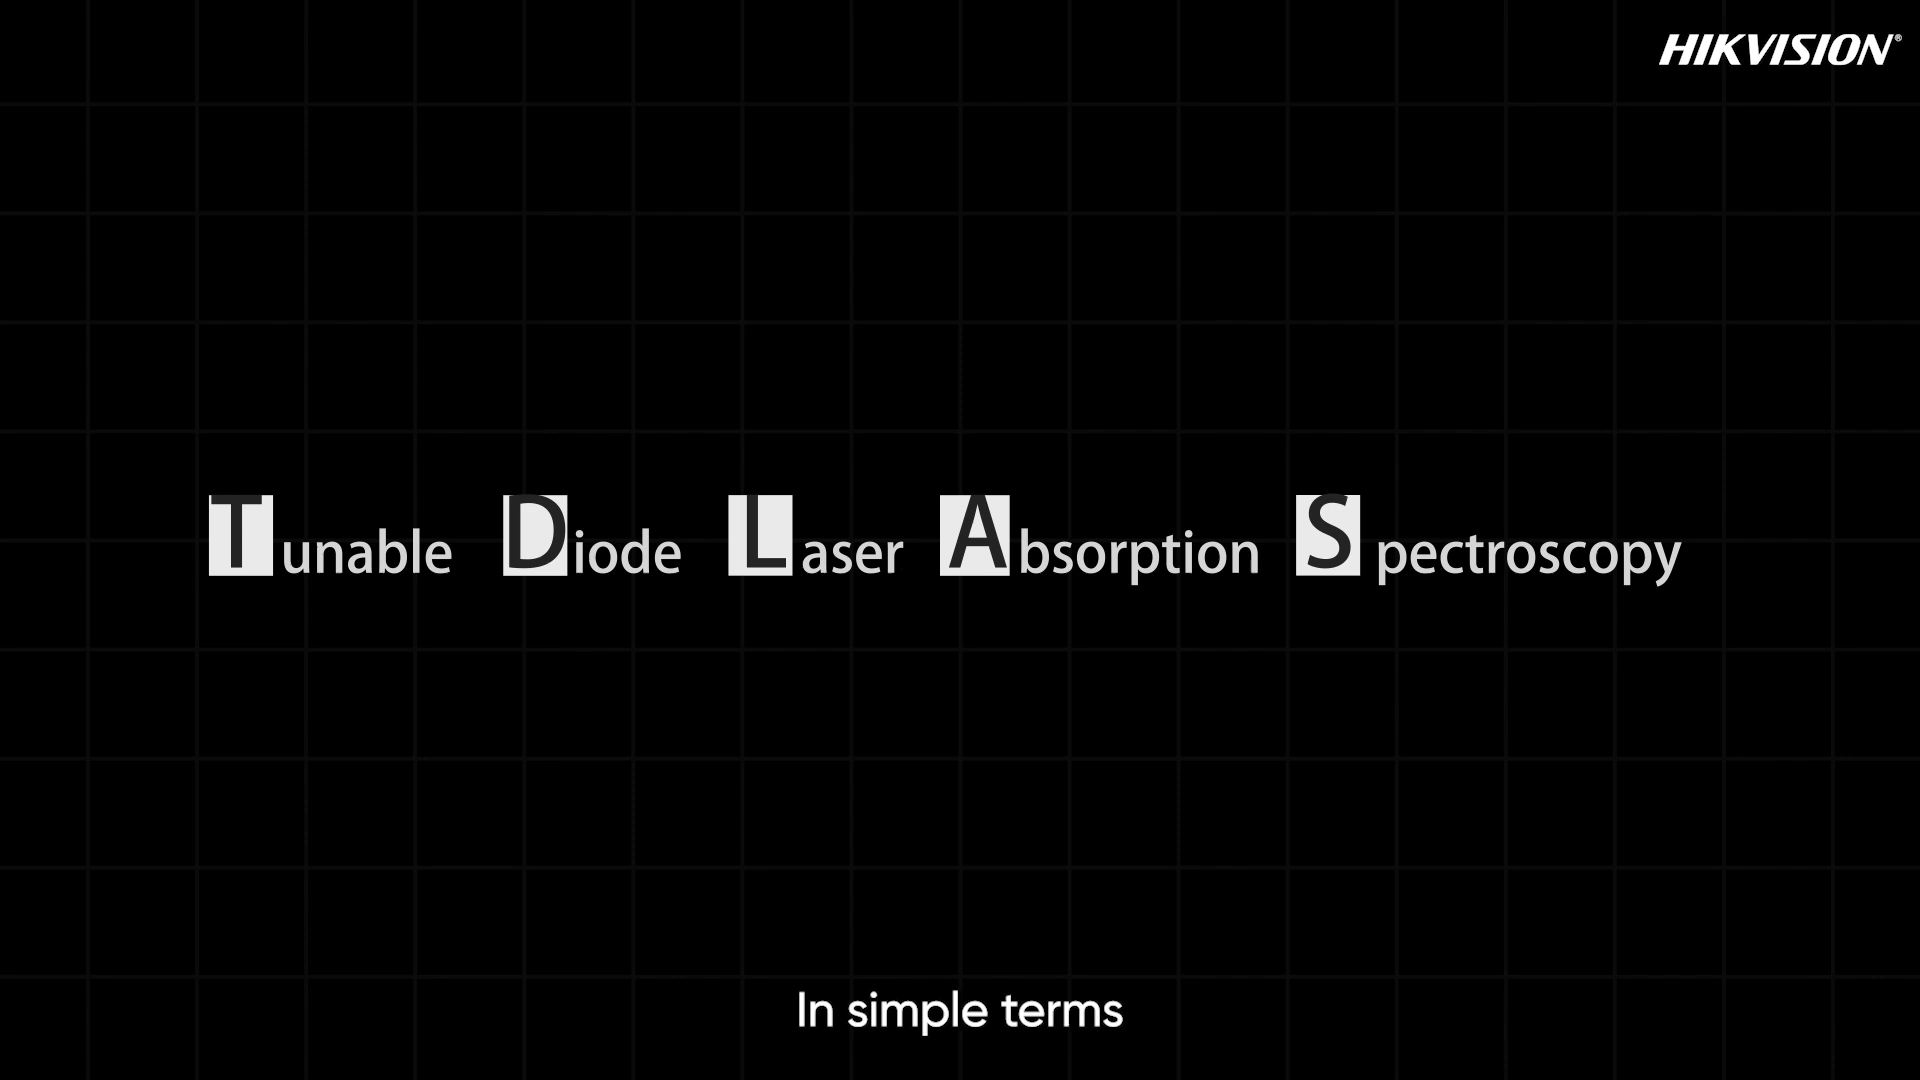 HIKVISION®
Tunable Diode Laser Absorption Spectroscopy
In simple terms